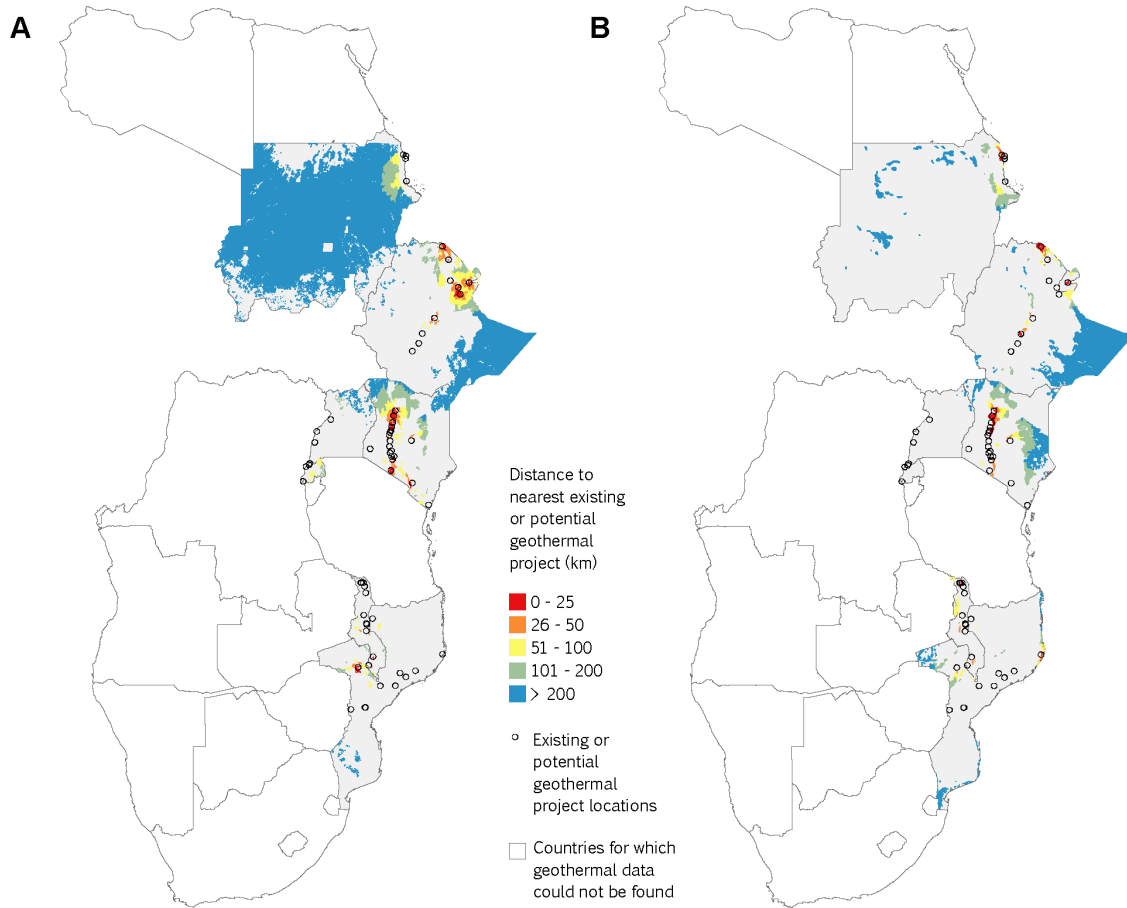 A
B
Distance to
nearest existing
or potential
geothermal
project (km)
0 - 25
26 - 50
51 - 100
101 - 200
> 200
Existing or
potential
geothermal
project locations
Countries for which
geothermal data
could not be found